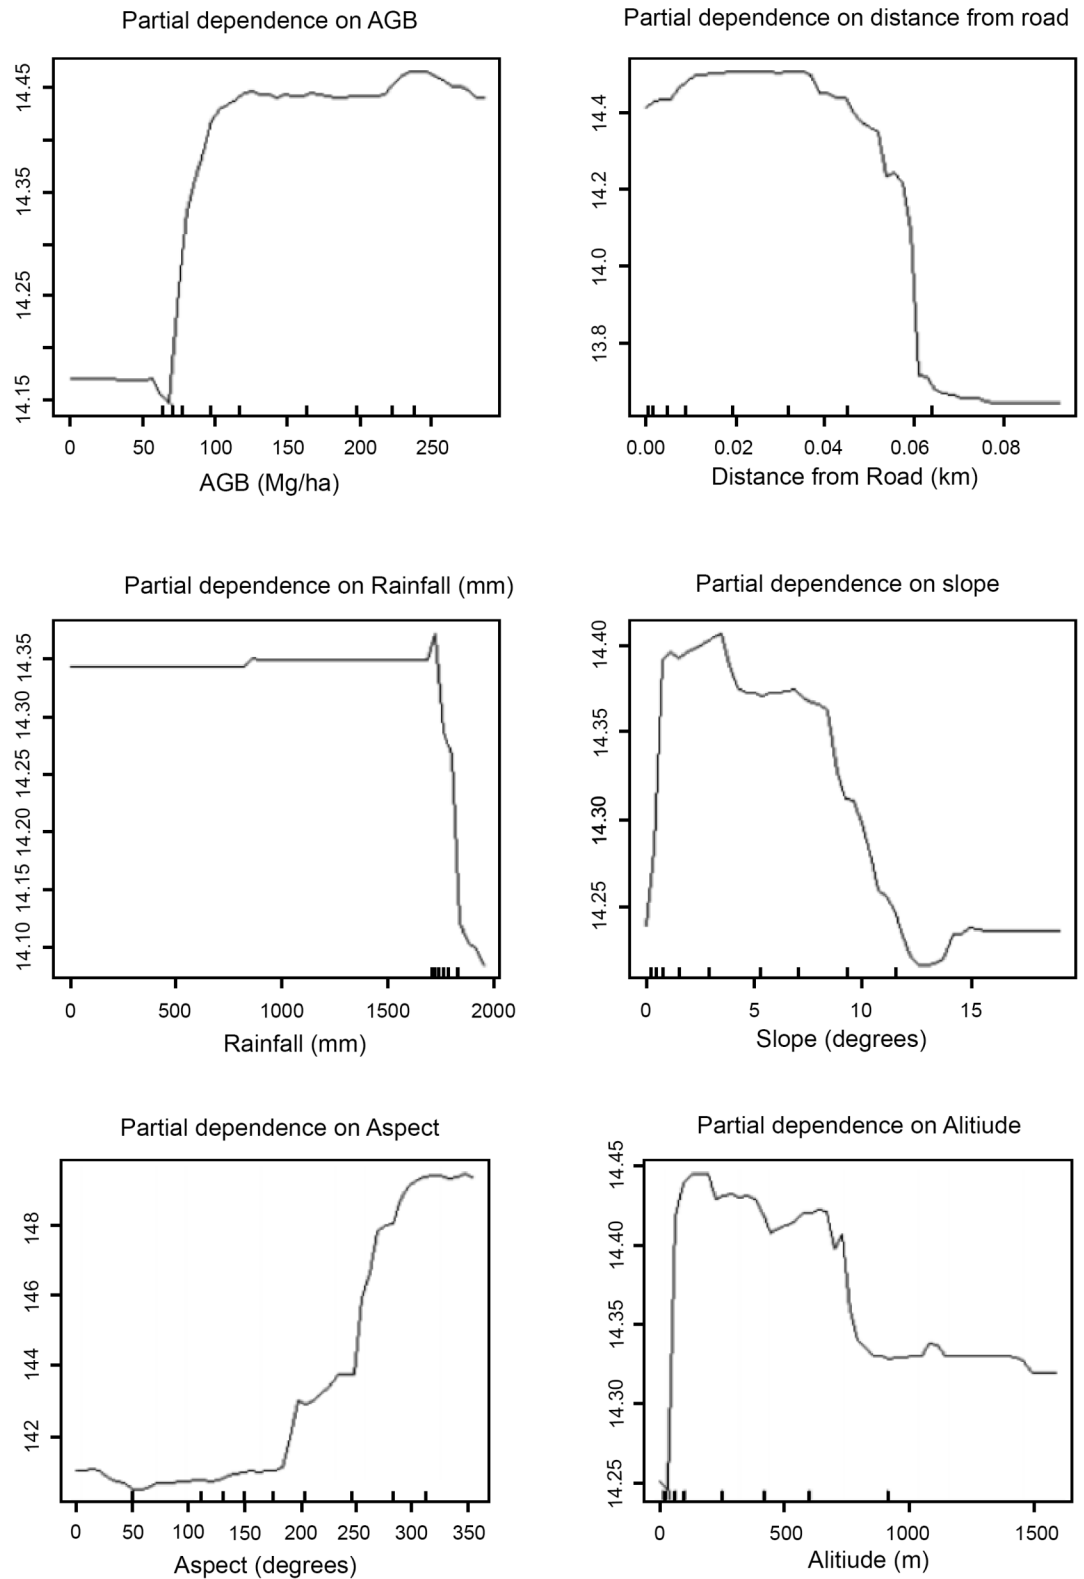 Partial dependence on AGB
14.45
14.35
14.25
14.15
0 50 100 150 200 250
AGB (Mg/ha)
Partial dependence on distance from road
14.4
14.2
14.0
13.8
0.00 0.02 0.04 0.06 0.08
Distance from Road (km)
Partial dependence on Rainfall (mm)
14.35
14.30
14.25
14.20
14.15
14.10
0 500 1000 1500 2000
Rainfall (mm)
Partial dependence on slope
14.40
14.35
14.30
14.25
0 5 10 15
Slope (degrees)
Partial dependence on Aspect
148
146
144
142
0 50 100 150 200 250 300 350
Aspect (degrees)
Partial dependence on Alitiude
14.45
14.40
14.35
14.30
14.25
0 500 1000 1500
Alitiude (m)